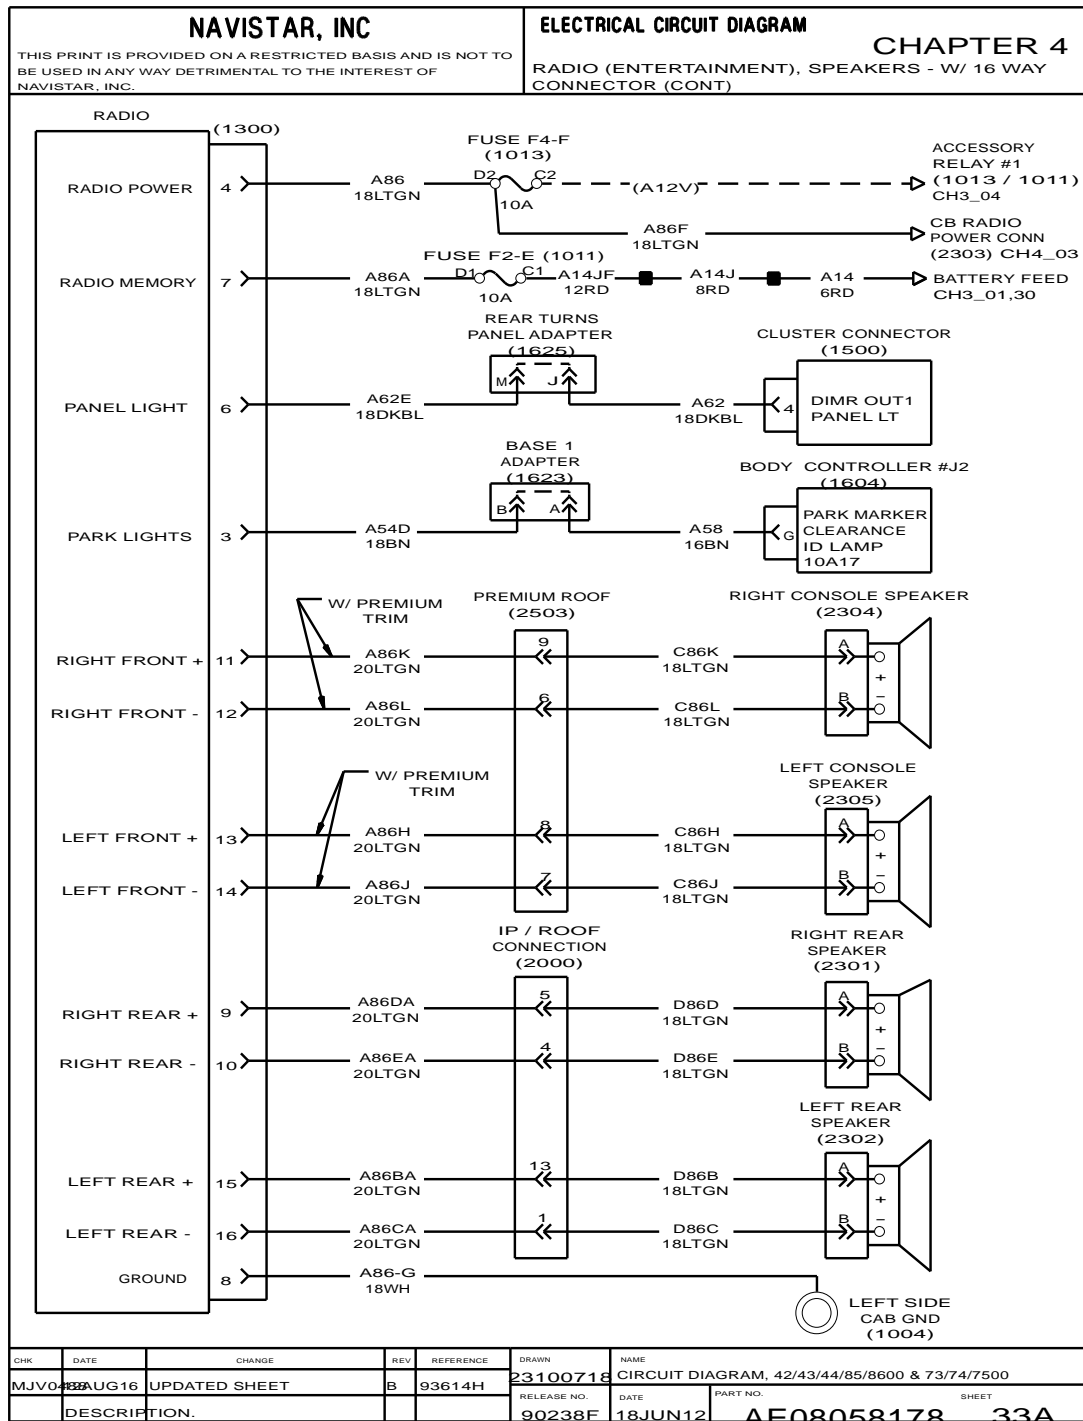 NAVISTAR, INC
THIS PRINT IS PROVIDED ON A RESTRICTED BASIS AND IS NOT TO
BE USED IN ANY WAY DETRIMENTAL TO THE INTEREST OF
NAVISTAR, INC.
ELECTRICAL CIRCUIT DIAGRAM
CHAPTER 4
RADIO (ENTERTAINMENT), SPEAKERS - W/ 16 WAY
CONNECTOR (CONT)
RADIO
(1300)
FUSE F4-F
(1013)
D2
C2
10A
RADIO POWER
4
A86
18LTGN
(A12V)
ACCESSORY
RELAY #1
(1013 / 1011)
CH3_04
A86F
18LTGN
CB RADIO
POWER CONN
(2303) CH4_03
FUSE F2-E (1011)
D1
C1
10A
RADIO MEMORY
7
A86A
18LTGN
A14JF
12RD
A14J
8RD
A14
6RD
BATTERY FEED
CH3_01,30
REAR TURNS
PANEL ADAPTER
(1625)
M
J
CLUSTER CONNECTOR
(1500)
PANEL LIGHT
6
A62E
18DKBL
A62
18DKBL
4
DIMR OUT1
PANEL LT
BASE 1
ADAPTER
(1623)
B
A
BODY CONTROLLER #J2
(1604)
PARK LIGHTS
3
A54D
18BN
A58
16BN
G
PARK MARKER
CLEARANCE
ID LAMP
10A17
W/ PREMIUM
TRIM
PREMIUM ROOF
(2503)
RIGHT CONSOLE SPEAKER
(2304)
RIGHT FRONT +
11
A86K
20LTGN
9
C86K
18LTGN
A
+
RIGHT FRONT -
12
A86L
20LTGN
6
C86L
18LTGN
B
-
W/ PREMIUM
TRIM
LEFT CONSOLE
SPEAKER
(2305)
LEFT FRONT +
13
A86H
20LTGN
8
C86H
18LTGN
A
+
LEFT FRONT -
14
A86J
20LTGN
7
C86J
18LTGN
B
-
IP / ROOF
CONNECTION
(2000)
RIGHT REAR
SPEAKER
(2301)
RIGHT REAR +
9
A86DA
20LTGN
5
D86D
18LTGN
A
+
RIGHT REAR -
10
A86EA
20LTGN
4
D86E
18LTGN
B
-
LEFT REAR
SPEAKER
(2302)
LEFT REAR +
15
A86BA
20LTGN
13
D86B
18LTGN
A
+
LEFT REAR -
16
A86CA
20LTGN
1
D86C
18LTGN
B
-
GROUND
8
A86-G
18WH
LEFT SIDE
CAB GND
(1004)
CHK
DATE
CHANGE
REV
REFERENCE
DRAWN
NAME
AUG16
UPDATED SHEET
B
93614H
23100718
CIRCUIT DIAGRAM, 42/43/44/85/8600 & 73/74/7500
DESCRIPTION.
RELEASE NO.
90238F
DATE
18JUN12
PART NO.
AE08058178
SHEET
33A